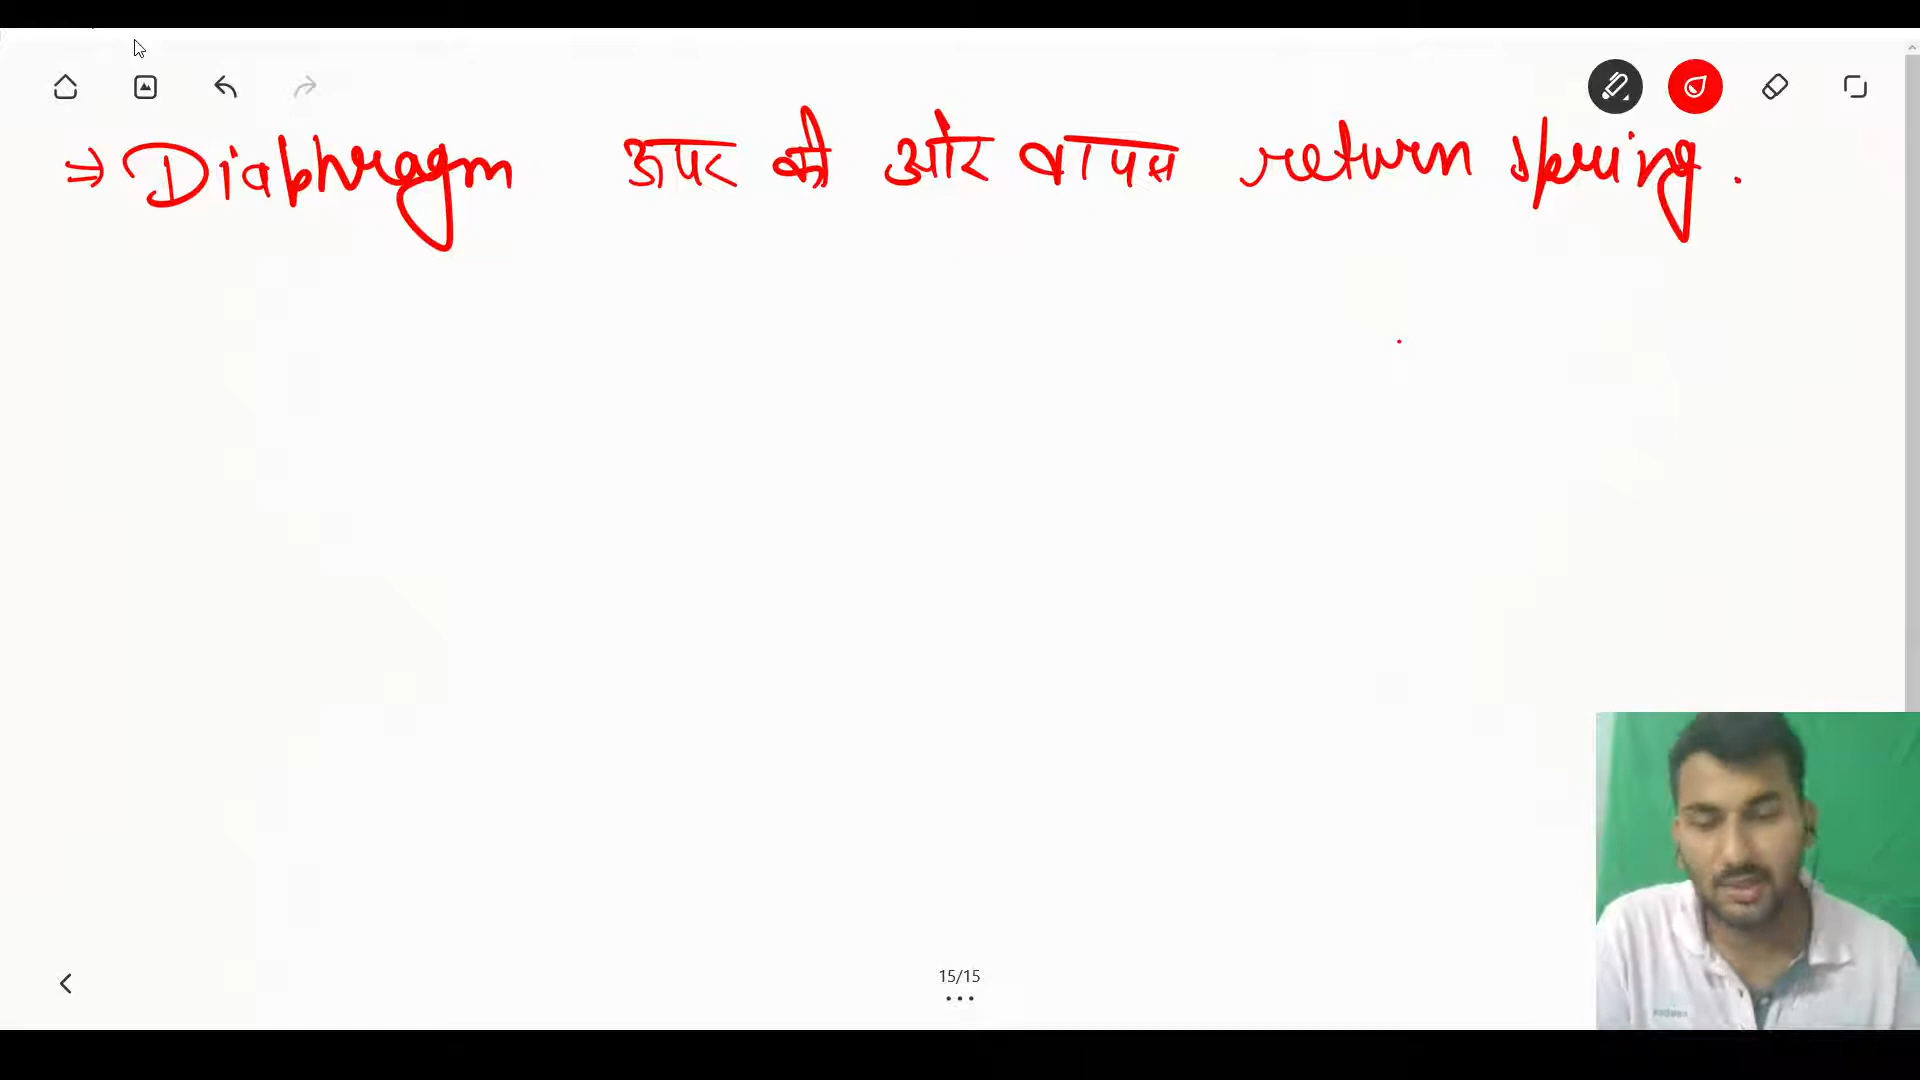 ⇒ Diaphragm ऊपर की ओर वापस return spring.
15/15